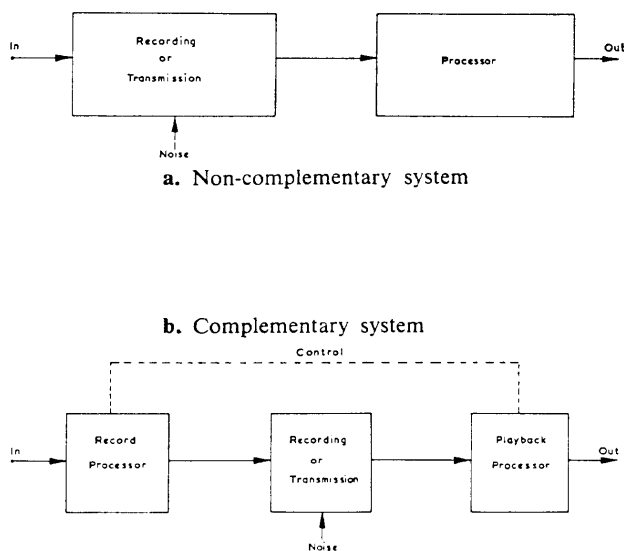 In
Recording
or
Transmission
Processor
Out
Noise
a. Non-complementary system
b. Complementary system
Control
In
Record
Processor
Recording
or
Transmission
Playback
Processor
Out
Noise